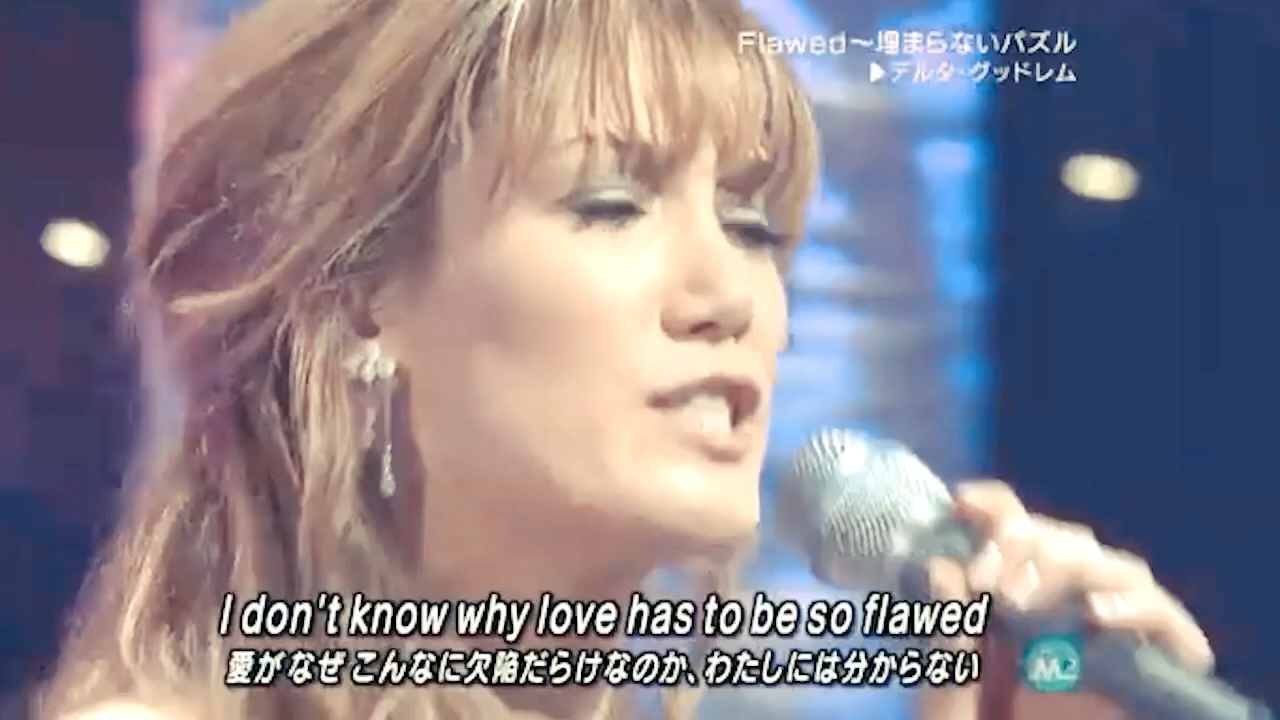 Flawed～埋まらないパズル
▶デルタ・グッドレム
I don't know why love has to be so flawed
愛がなぜ こんなに欠陥だらけなのか、わたしには分からない